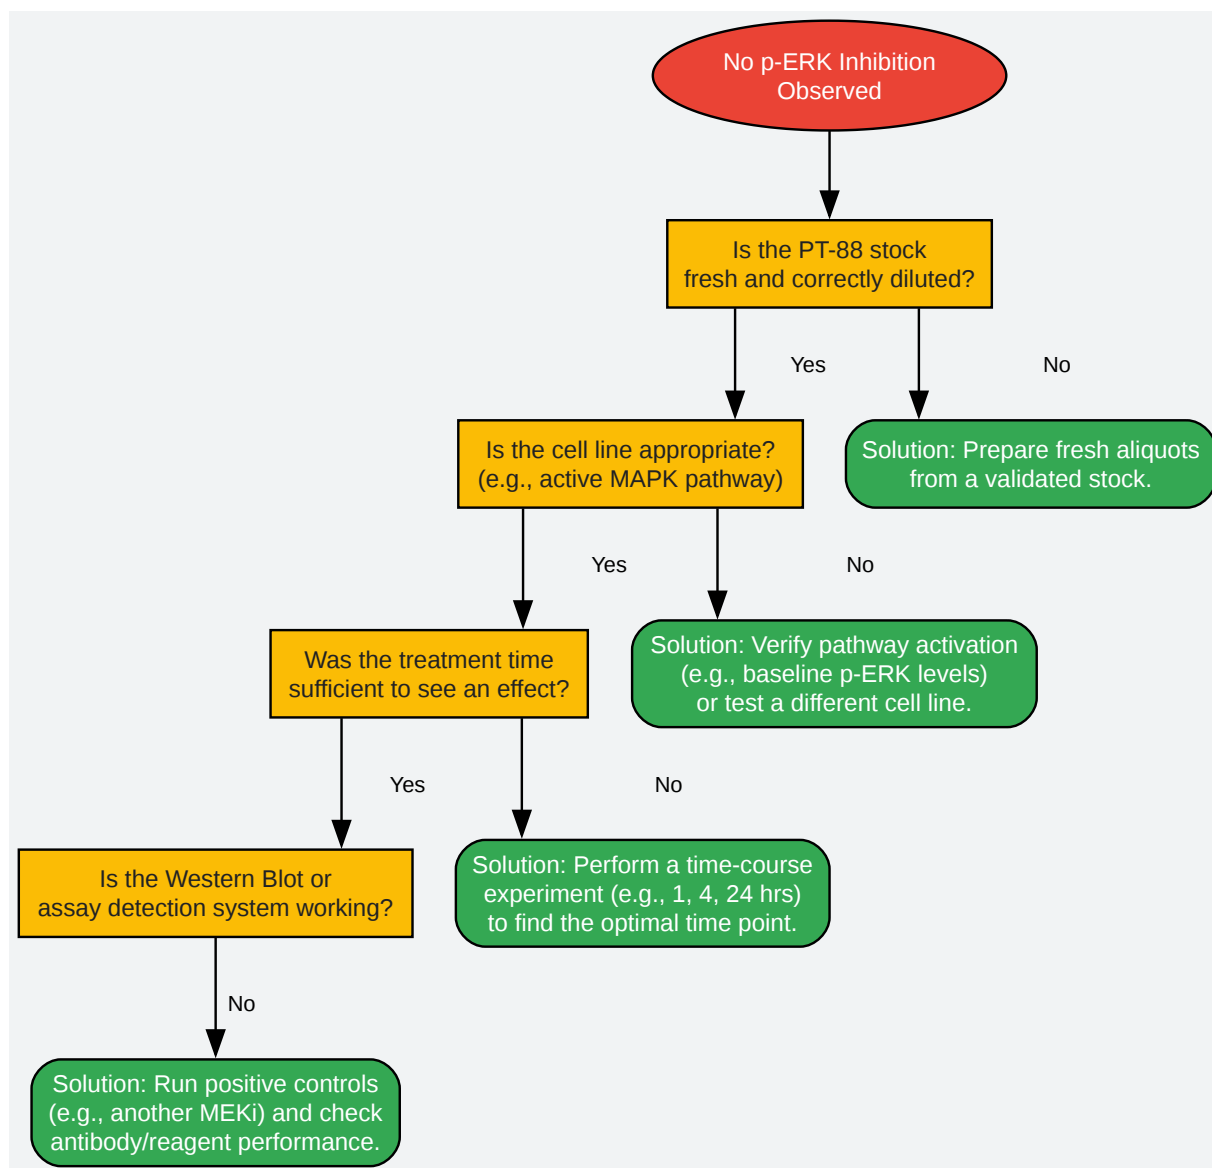 No p-ERK Inhibition
Observed
Is the PT-88 stock
fresh and correctly diluted?
Yes
No
Is the cell line appropriate?
(e.g., active MAPK pathway)
Solution: Prepare fresh aliquots
from a validated stock.
Yes
No
Was the treatment time
sufficient to see an effect?
Solution: Verify pathway activation
(e.g., baseline p-ERK levels)
or test a different cell line.
Yes
No
Is the Western Blot or
assay detection system working?
Solution: Perform a time-course
experiment (e.g., 1, 4, 24 hrs)
to find the optimal time point.
No
Solution: Run positive controls
(e.g., another MEKi) and check
antibody/reagent performance.